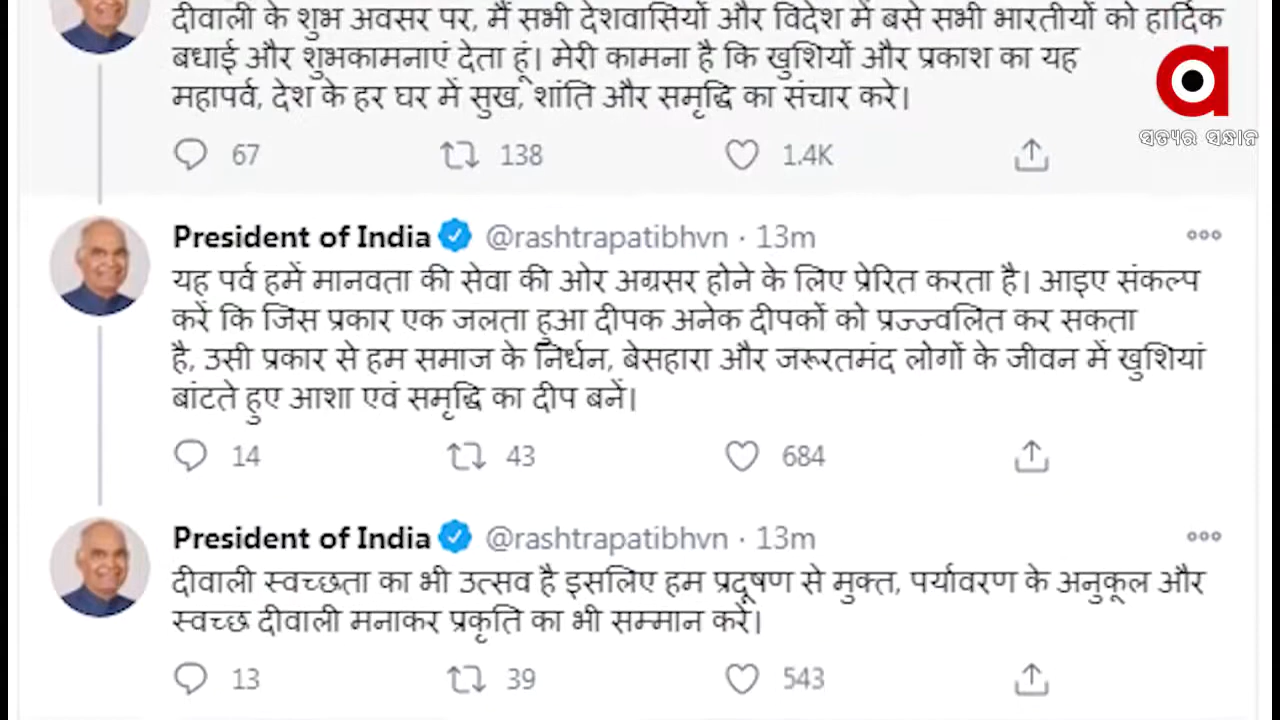 दीवाली के शुभ अवसर पर, मैं सभी देशवासियों और विदेश में बसे सभी भारतीयों को हार्दिक
बधाई और शुभकामनाएं देता हूं। मेरी कामना है कि खुशियों और प्रकाश का यह
महापर्व, देश के हर घर में सुख, शांति और समृद्धि का संचार करे।
ସତ୍ୟର ସନ୍ଧାନ
67 138 1.4K
President of India @rashtrapatibhvn · 13m
यह पर्व हमें मानवता की सेवा की ओर अग्रसर होने के लिए प्रेरित करता है। आइए संकल्प
करें कि जिस प्रकार एक जलता हुआ दीपक अनेक दीपकों को प्रज्ज्वलित कर सकता
है, उसी प्रकार से हम समाज के निर्धन, बेसहारा और जरूरतमंद लोगों के जीवन में खुशियां
बांटते हुए आशा एवं समृद्धि का दीप बनें।
14 43 684
President of India @rashtrapatibhvn · 13m
दीवाली स्वच्छता का भी उत्सव है इसलिए हम प्रदूषण से मुक्त, पर्यावरण के अनुकूल और
स्वच्छ दीवाली मनाकर प्रकृति का भी सम्मान करें।
13 39 543